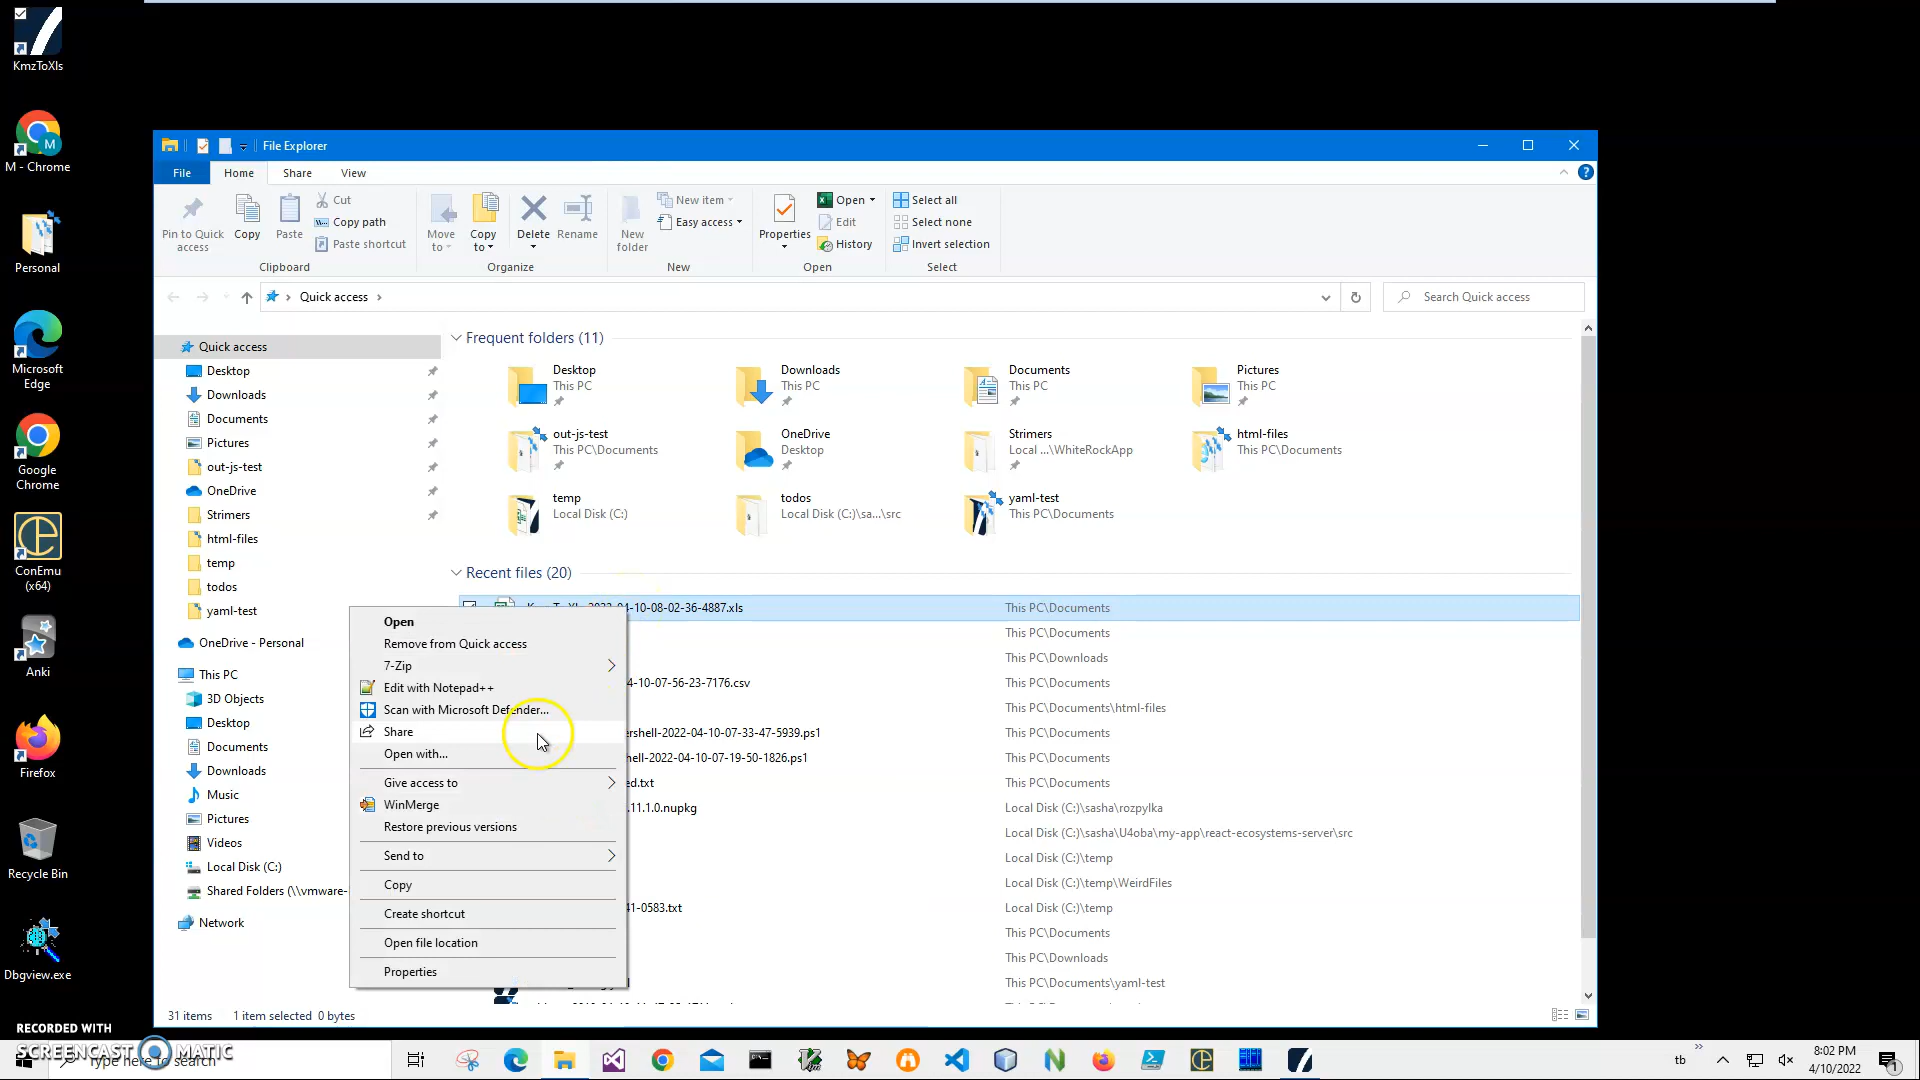 KmzToXls
M - Chrome
Personal
Microsoft
Edge
Google
Chrome
ConEmu
(x64)
Anki
Firefox
Recycle Bin
Dbgview.exe
File Explorer
File
Home
Share
View
Pin to Quick
access
Copy
Paste
Cut
Copy path
Paste shortcut
Clipboard
Move
to
Copy
to
Delete
Rename
Organize
New
folder
New item
Easy access
New
Properties
Open
Edit
History
Open
Select all
Select none
Invert selection
Select
Quick access
Search Quick access
Quick access
Desktop
Downloads
Documents
Pictures
out-js-test
OneDrive
Strimers
html-files
temp
todos
yaml-test
OneDrive - Personal
This PC
3D Objects
Desktop
Documents
Downloads
Music
Pictures
Videos
Local Disk (C:)
Shared Folders (\\vmware-
Network
Frequent folders (11)
Desktop
This PC
Downloads
This PC
Documents
This PC
Pictures
This PC
out-js-test
This PC\Documents
OneDrive
Desktop
Strimers
Local ...\WhiteRockApp
html-files
This PC\Documents
temp
Local Disk (C:)
todos
Local Disk (C:)\sa...\src
yaml-test
This PC\Documents
Recent files (20)
04-10-08-02-36-4887.xls This PC\Documents
This PC\Documents
This PC\Downloads
4-10-07-56-23-7176.csv This PC\Documents
This PC\Documents\html-files
ershell-2022-04-10-07-33-47-5939.ps1 This PC\Documents
hell-2022-04-10-07-19-50-1826.ps1 This PC\Documents
ed.txt This PC\Documents
.11.1.0.nupkg Local Disk (C:)\sasha\rozpylka
Local Disk (C:)\sasha\U4oba\my-app\react-ecosystems-server\src
Local Disk (C:)\temp
Local Disk (C:)\temp\WeirdFiles
41-0583.txt Local Disk (C:)\temp
This PC\Documents
This PC\Downloads
This PC\Documents\yaml-test
Open
Remove from Quick access
7-Zip
Edit with Notepad++
Scan with Microsoft Defender...
Share
Open with...
Give access to
WinMerge
Restore previous versions
Send to
Copy
Create shortcut
Open file location
Properties
31 items 1 item selected 0 bytes
RECORDED WITH
SCREENCAST MATIC
Type here to search
tb
8:02 PM
4/10/2022
1